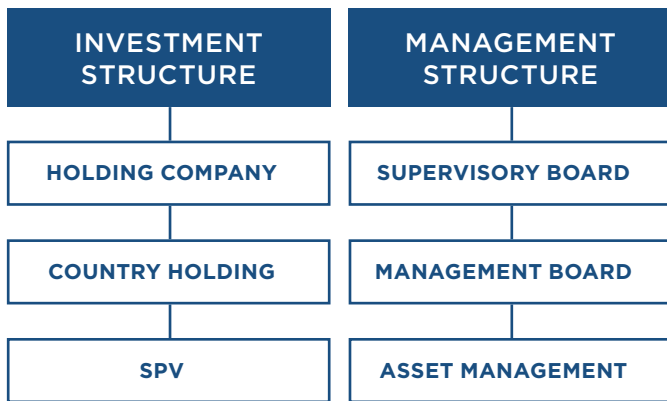 INVESTMENT
STRUCTURE
HOLDING COMPANY
COUNTRY HOLDING
SPV
MANAGEMENT
STRUCTURE
SUPERVISORY BOARD
MANAGEMENT BOARD
ASSET MANAGEMENT